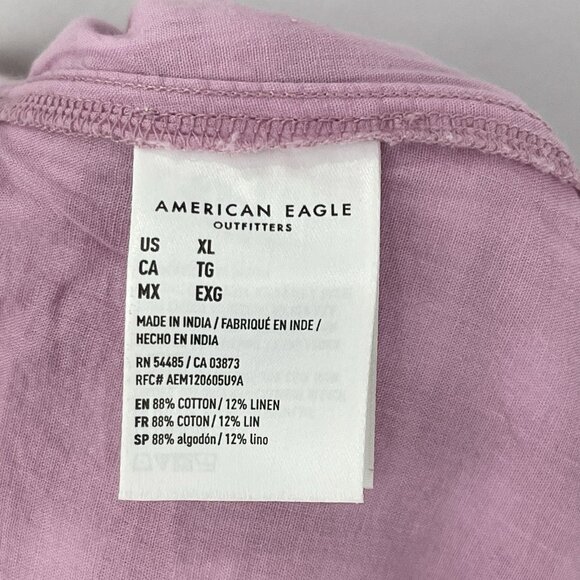 AMERICAN EAGLE
OUTFITTERS
US XL
CA TG
MX EXG
MADE IN INDIA / FABRIQUÉ EN INDE /
HECHO EN INDIA
RN 54485 / CA 03873
RFC# AEM120605U9A
EN 88% COTTON / 12% LINEN
FR 88% COTON / 12% LIN
SP 88% algodón / 12% lino